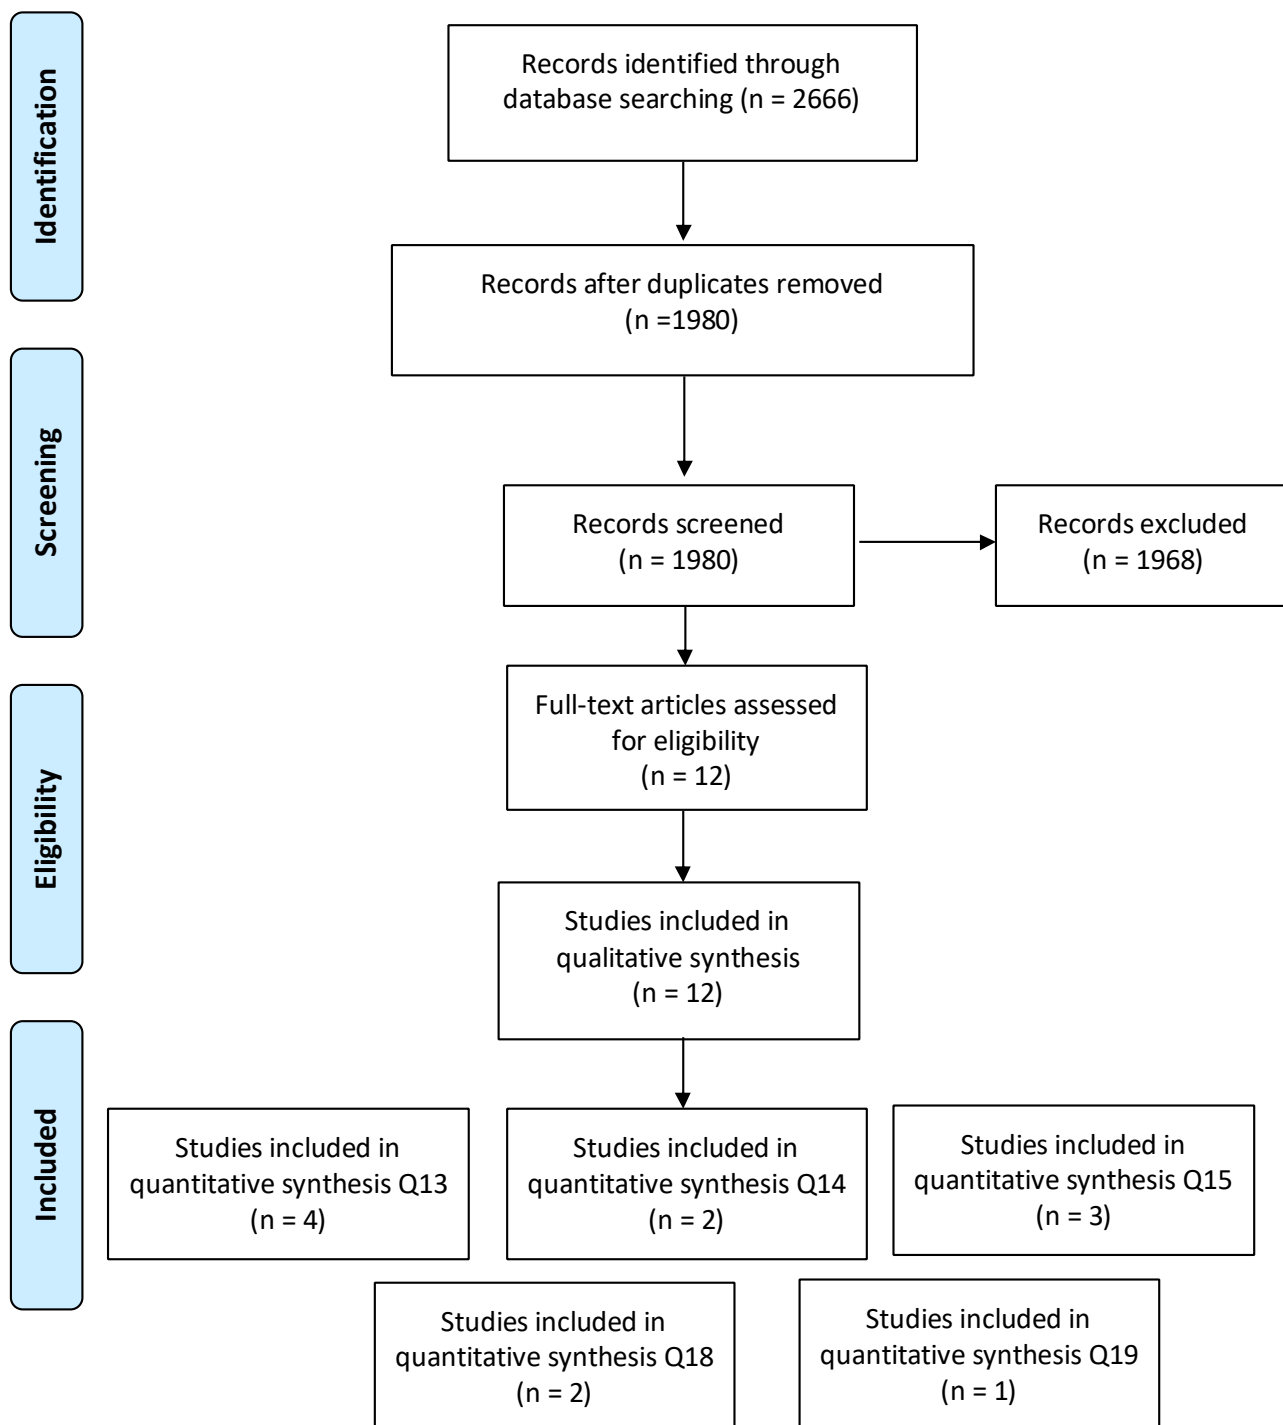 Identification
Records identified through
database searching (n = 2666)
Records after duplicates removed
(n =1980)
Screening
Records screened
(n = 1980)
Records excluded
(n = 1968)
Eligibility
Full-text articles assessed
for eligibility
(n = 12)
Studies included in
qualitative synthesis
(n = 12)
Included
Studies included in
quantitative synthesis Q13
(n = 4)
Studies included in
quantitative synthesis Q14
(n = 2)
Studies included in
quantitative synthesis Q15
(n = 3)
Studies included in
quantitative synthesis Q18
(n = 2)
Studies included in
quantitative synthesis Q19
(n = 1)